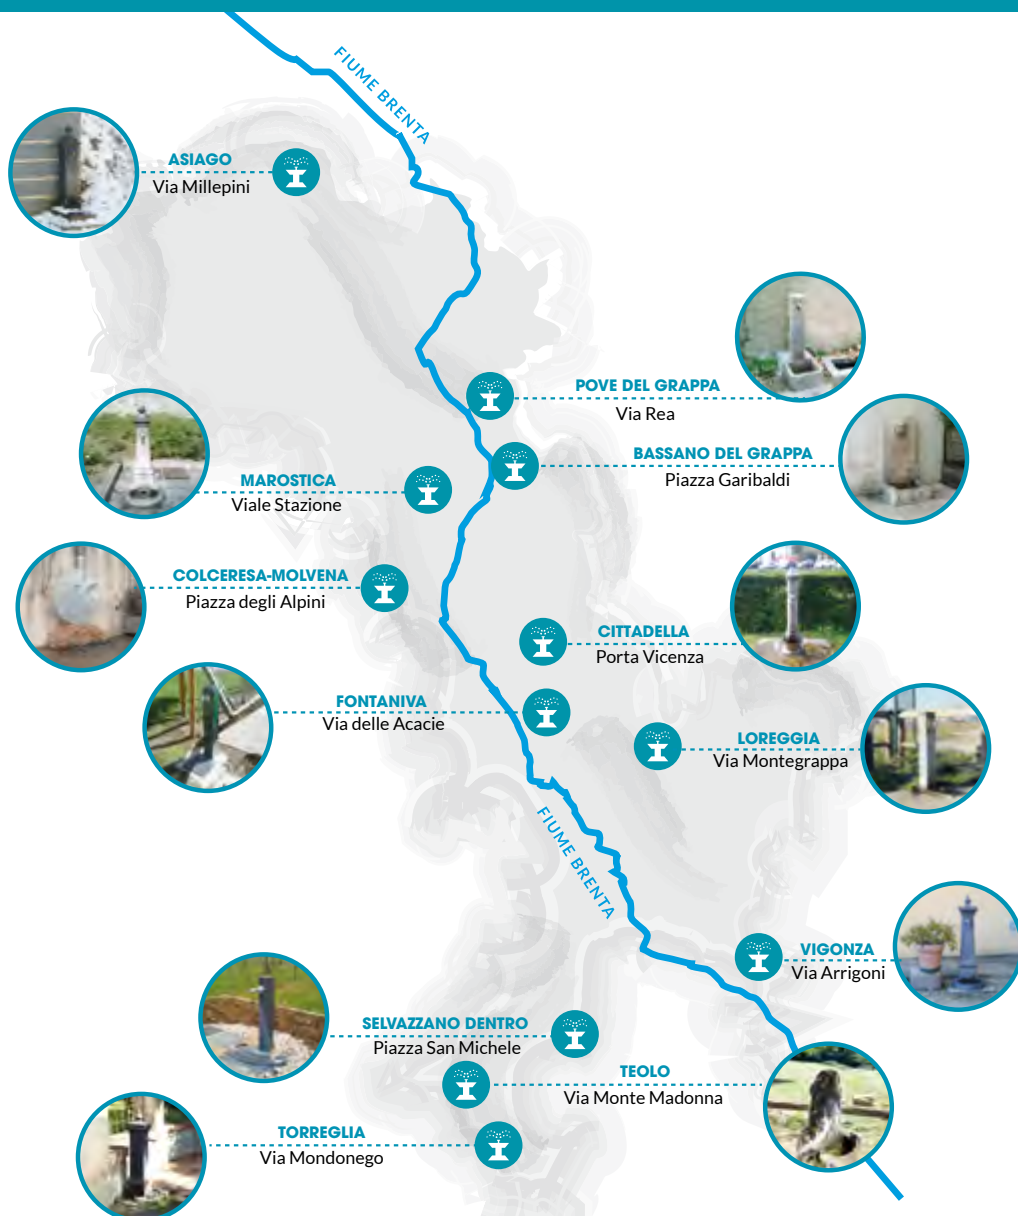 FIUME BRENTA
ASIAGO
Via Millepini
POVE DEL GRAPPA
Via Rea
BASSANO DEL GRAPPA
Piazza Garibaldi
MAROSTICA
Viale Stazione
COLCERESA-MOLVENA
Piazza degli Alpini
CITTADELLA
Porta Vicenza
FONTANIVA
Via delle Acacie
LOREGGIA
Via Montegrappa
FIUME BRENTA
VIGONZA
Via Arrigoni
SELVAZZANO DENTRO
Piazza San Michele
TEOLO
Via Monte Madonna
TORREGLIA
Via Mondonego